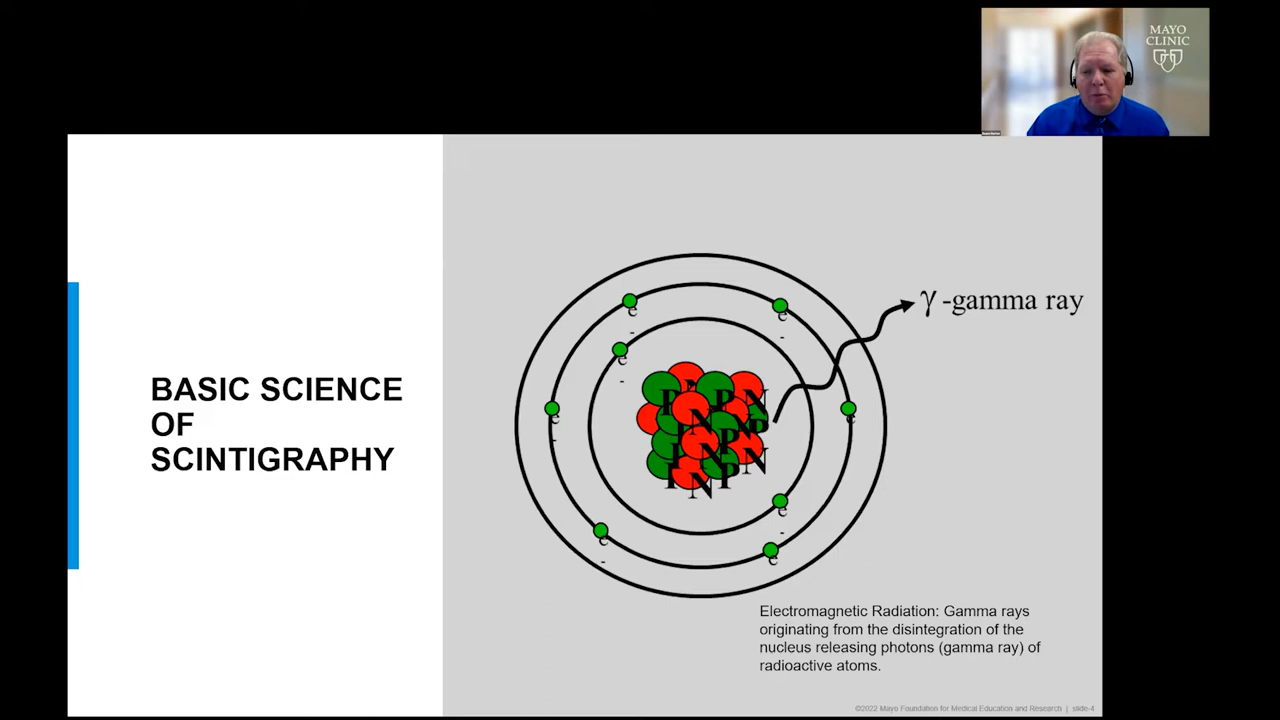 MAYO
CLINIC
BASIC SCIENCE
OF
SCINTIGRAPHY
γ -gamma ray
e
-
e
-
e
-
e
-
e
e
-
e
-
e
P
P
N
N
N
P
P
N
N
P
N
P
Electromagnetic Radiation: Gamma rays
originating from the disintegration of the
nucleus releasing photons (gamma ray) of
radioactive atoms.
©2022 Mayo Foundation for Medical Education and Research | slide-4